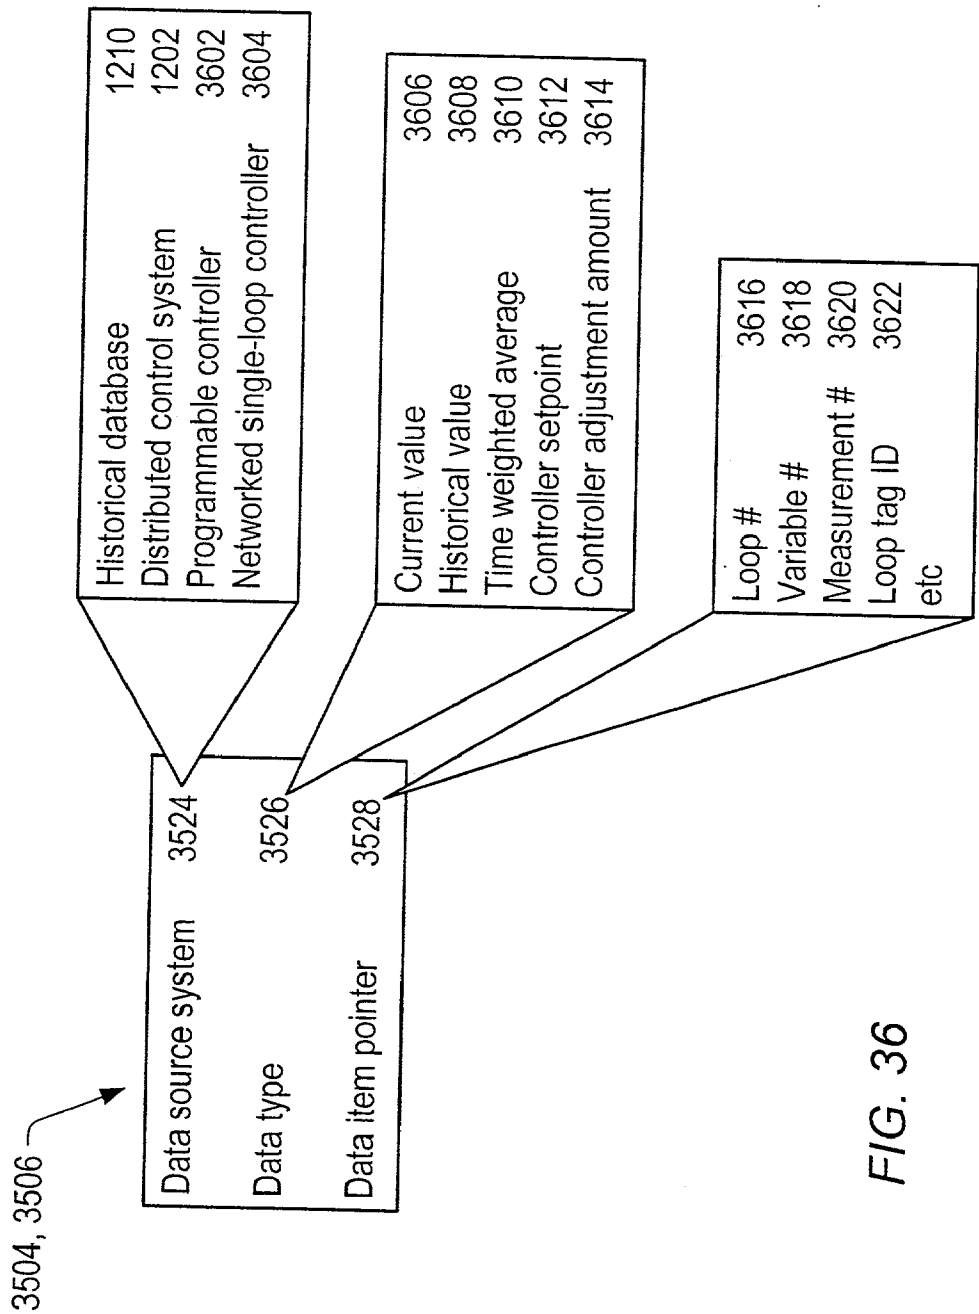 3504, 3506
Data source system 3524
Data type 3526
Data item pointer 3528
Historical database 1210
Distributed control system 1202
Programmable controller 3602
Networked single-loop controller 3604
Current value 3606
Historical value 3608
Time weighted average 3610
Controller setpoint 3612
Controller adjustment amount 3614
Loop # 3616
Variable # 3618
Measurement # 3620
Loop tag ID 3622
etc
FIG. 36